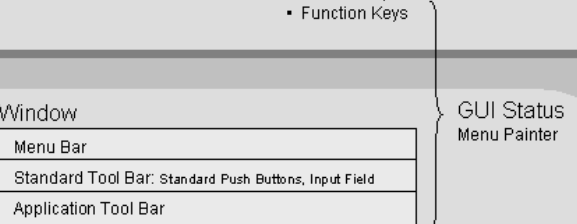 ▪ Function Keys
Window
GUI Status
Menu Painter
Menu Bar
Standard Tool Bar: Standard Push Buttons, Input Field
Application Tool Bar